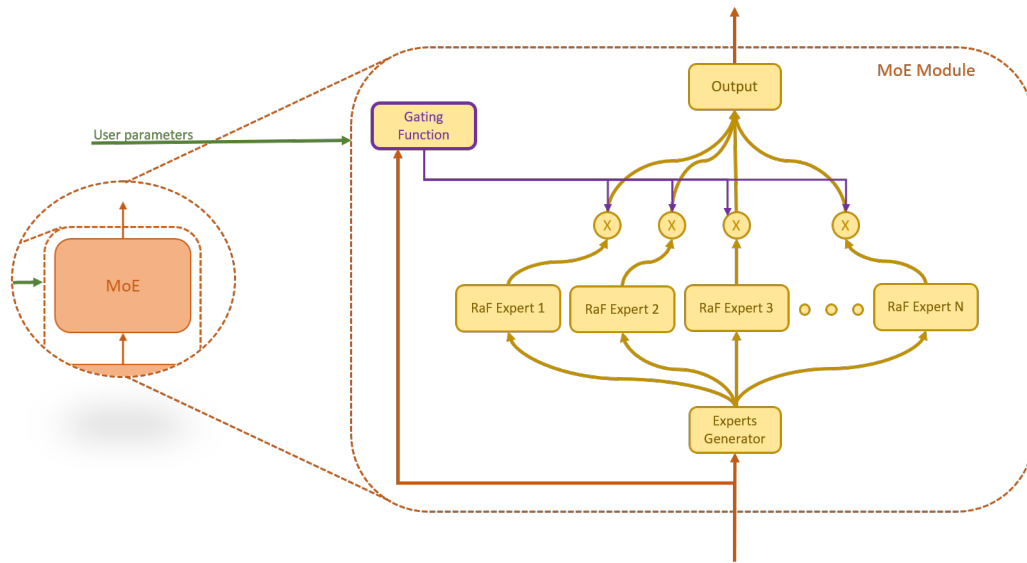 Output
MoE Module
Gating
Function
User parameters
X
X
X
X
MoE
RaF Expert 1
RaF Expert 2
RaF Expert 3
RaF Expert N
Experts
Generator